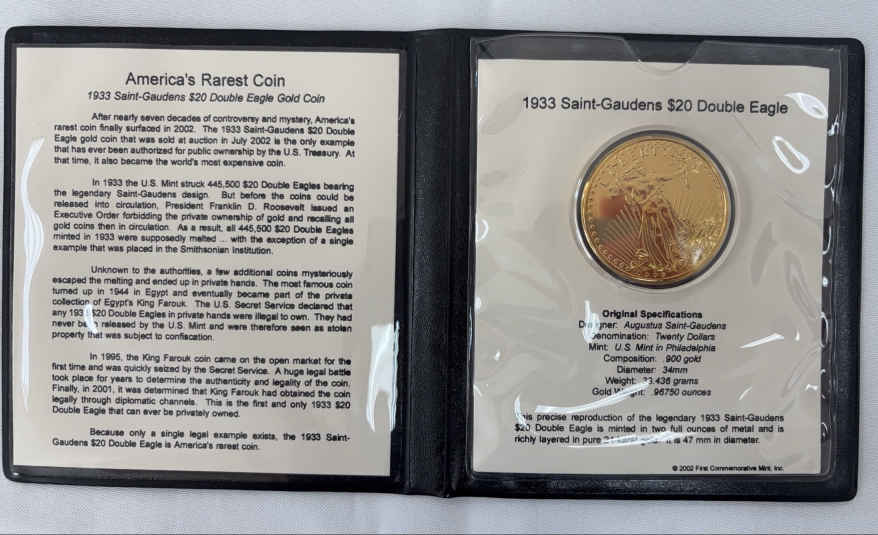 America's Rarest Coin
1933 Saint-Gaudens $20 Double Eagle Gold Coin
After nearly seven decades of controversy and mystery, America's
rarest coin finally surfaced in 2002. The 1933 Saint-Gaudens $20 Double
Eagle gold coin that was sold at auction in July 2002 is the only example
that has ever been authorized for public ownership by the U.S. Treasury. At
that time, it also became the world's most expensive coin.
In 1933 the U.S. Mint struck 445,500 $20 Double Eagles bearing
the legendary Saint-Gaudens design. But before the coins could be
released into circulation, President Franklin D. Roosevelt issued an
Executive Order forbidding the private ownership of gold and recalling all
gold coins then in circulation. As a result, all 445,500 $20 Double Eagles
minted in 1933 were supposedly melted ... with the exception of a single
example that was placed in the Smithsonian Institution.
Unknown to the authorities, a few additional coins mysteriously
escaped the melting and ended up in private hands. The most famous coin
turned up in 1944 in Egypt and eventually became part of the private
collection of Egypt's King Farouk. The U.S. Secret Service declared that
any 1933 $20 Double Eagles in private hands were illegal to own. They had
never been released by the U.S. Mint and were therefore seen as stolen
property that was subject to confiscation.
In 1995, the King Farouk coin came on the open market for the
first time and was quickly seized by the Secret Service. A huge legal battle
took place for years to determine the authenticity and legality of the coin.
Finally, in 2001, it was determined that King Farouk had obtained the coin
legally through diplomatic channels. This is the first and only 1933 $20
Double Eagle that can ever be privately owned.
Because only a single legal example exists, the 1933 Saint-
Gaudens $20 Double Eagle is America's rarest coin.
1933 Saint-Gaudens $20 Double Eagle
Original Specifications
Designer: Augustus Saint-Gaudens
Denomination: Twenty Dollars
Mint: U.S. Mint in Philadelphia
Composition: .900 gold
Diameter: 34mm
Weight: 33.436 grams
Gold Weight: .96750 ounces
This precise reproduction of the legendary 1933 Saint-Gaudens
$20 Double Eagle is minted in two full ounces of metal and is
richly layered in pure 24 karat gold. It is 47 mm in diameter.
© 2002 First Commemorative Mint, Inc.